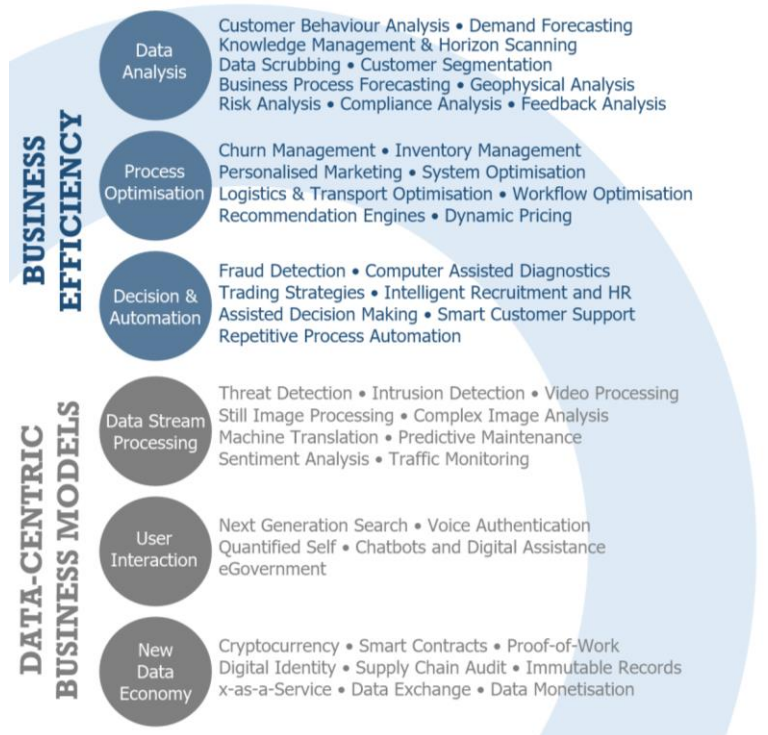 BUSINESS
EFFICIENCY
Data
Analysis
Customer Behaviour Analysis • Demand Forecasting
Knowledge Management & Horizon Scanning
Data Scrubbing • Customer Segmentation
Business Process Forecasting • Geophysical Analysis
Risk Analysis • Compliance Analysis • Feedback Analysis
Process
Optimisation
Churn Management • Inventory Management
Personalised Marketing • System Optimisation
Logistics & Transport Optimisation • Workflow Optimisation
Recommendation Engines • Dynamic Pricing
Decision &
Automation
Fraud Detection • Computer Assisted Diagnostics
Trading Strategies • Intelligent Recruitment and HR
Assisted Decision Making • Smart Customer Support
Repetitive Process Automation
DATA-CENTRIC
BUSINESS MODELS
Data Stream
Processing
Threat Detection • Intrusion Detection • Video Processing
Still Image Processing • Complex Image Analysis
Machine Translation • Predictive Maintenance
Sentiment Analysis • Traffic Monitoring
User
Interaction
Next Generation Search • Voice Authentication
Quantified Self • Chatbots and Digital Assistance
eGovernment
New
Data
Economy
Cryptocurrency • Smart Contracts • Proof-of-Work
Digital Identity • Supply Chain Audit • Immutable Records
x-as-a-Service • Data Exchange • Data Monetisation